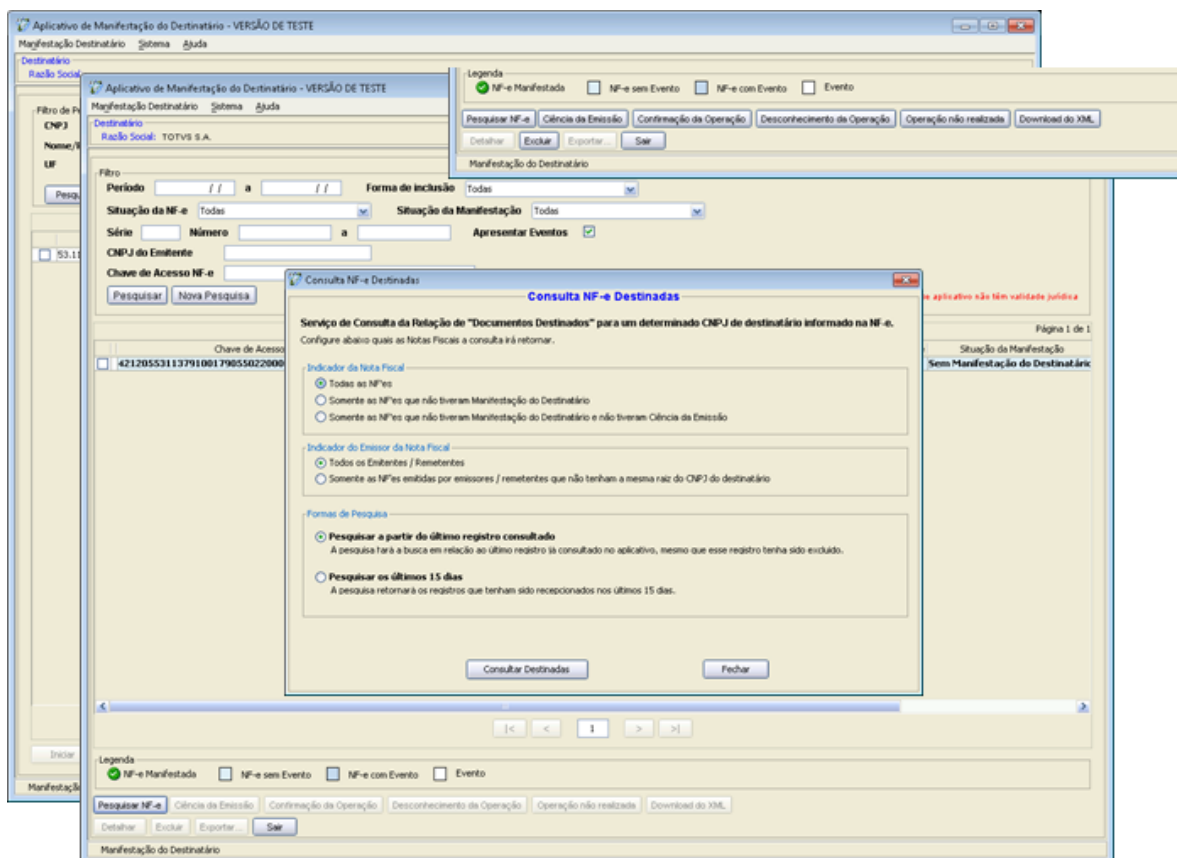 Aplicativo de Manifestação do Destinatário - VERSÃO DE TESTE
Manifestação Destinatário Sistema Ajuda
Destinatário
Razão Social
Filtro de
CNPJ
UF
Pesqu
53.11
Iniciar
Manifestação
Legenda
NF-e Manifestada NF-e sem Evento NF-e com Evento Evento
Pesquisar NF-e Ciência da Emissão Confirmação da Operação Desconhecimento da Operação Operação não realizada Download do XML
Detalhar Excluir Exportar... Sair
Manifestação do Destinatário
Aplicativo de Manifestação do Destinatário - VERSÃO DE TESTE
Manifestação Destinatário Sistema Ajuda
Destinatário
Razão Social: TOTVS S.A.
Filtro
Período / / a / / Forma de inclusão Todas
Situação da NF-e Todas Situação da Manifestação Todas
Série Número a Apresentar Eventos
CNPJ do Emitente
Chave de Acesso NF-e
Pesquisar Nova Pesquisa
aplicativo não têm validade jurídica
Página 1 de 1
Chave de Acesso Situação da Manifestação
42120553113791001790550220000 Sem Manifestação do Destinatário
Consulta NF-e Destinadas
Consulta NF-e Destinadas
Serviço de Consulta da Relação de "Documentos Destinados" para um determinado CNPJ de destinatário informado na NF-e.
Configure abaixo quais as Notas Fiscais a consulta irá retornar.
Indicador da Nota Fiscal
Todas as NF'es
Somente as NF'es que não tiveram Manifestação do Destinatário
Somente as NF'es que não tiveram Manifestação do Destinatário e não tiveram Ciência da Emissão
Indicador do Emissor da Nota Fiscal
Todos os Emitentes / Remetentes
Somente as NF'es emitidas por emissores / remetentes que não tenham a mesma raiz do CNPJ do destinatário
Formas de Pesquisa
Pesquisar a partir do último registro consultado
A pesquisa fará a busca em relação ao último registro já consultado no aplicativo, mesmo que esse registro tenha sido excluído.
Pesquisar os últimos 15 dias
A pesquisa retornará os registros que tenham sido recepcionados nos últimos 15 dias.
Consultar Destinadas Fechar
|< < 1 > >|
Legenda
NF-e Manifestada NF-e sem Evento NF-e com Evento Evento
Pesquisar NF-e Ciência da Emissão Confirmação da Operação Desconhecimento da Operação Operação não realizada Download do XML
Detalhar Excluir Exportar... Sair
Manifestação do Destinatário